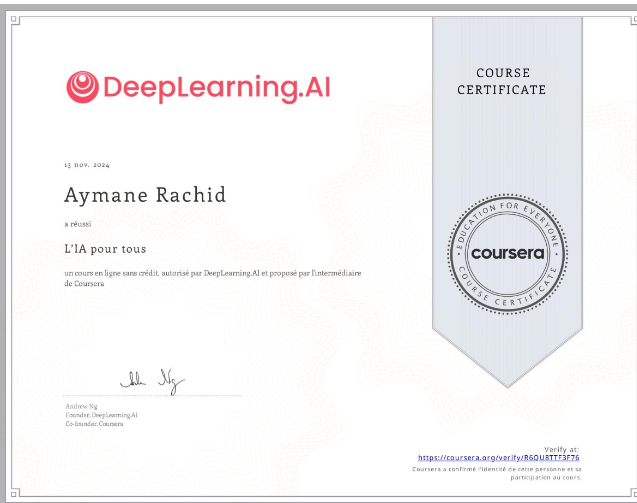 DeepLearning.AI
COURSE
CERTIFICATE
13 nov. 2024
Aymane Rachid
a réussi
L'IA pour tous
un cours en ligne sans crédit, autorisé par DeepLearning.AI et proposé par l'intermédiaire
de Coursera
EDUCATION FOR EVERYONE
coursera
COURSE CERTIFICATE
Andrew Ng
Founder, DeepLearning.AI
Co-founder, Coursera
Verify at:
https://coursera.org/verify/R6QU8TTF3F76
Coursera a confirmé l'identité de cette personne et sa
participation au cours.